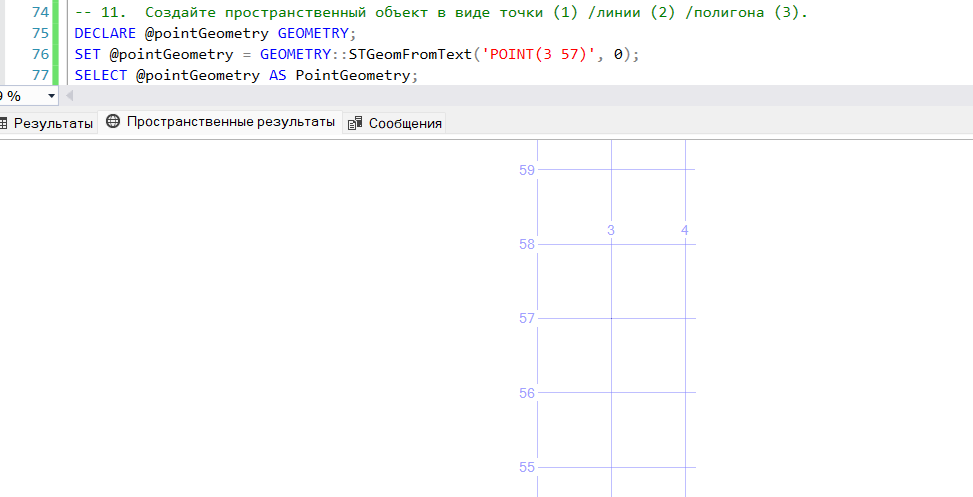 74 -- 11.  Создайте пространственный объект в виде точки (1) /линии (2) /полигона (3).
75 DECLARE @pointGeometry GEOMETRY;
76 SET @pointGeometry = GEOMETRY::STGeomFromText('POINT(3 57)', 0);
77 SELECT @pointGeometry AS PointGeometry;
9 %
Результаты Пространственные результаты Сообщения
59
3 4
58
57
56
55